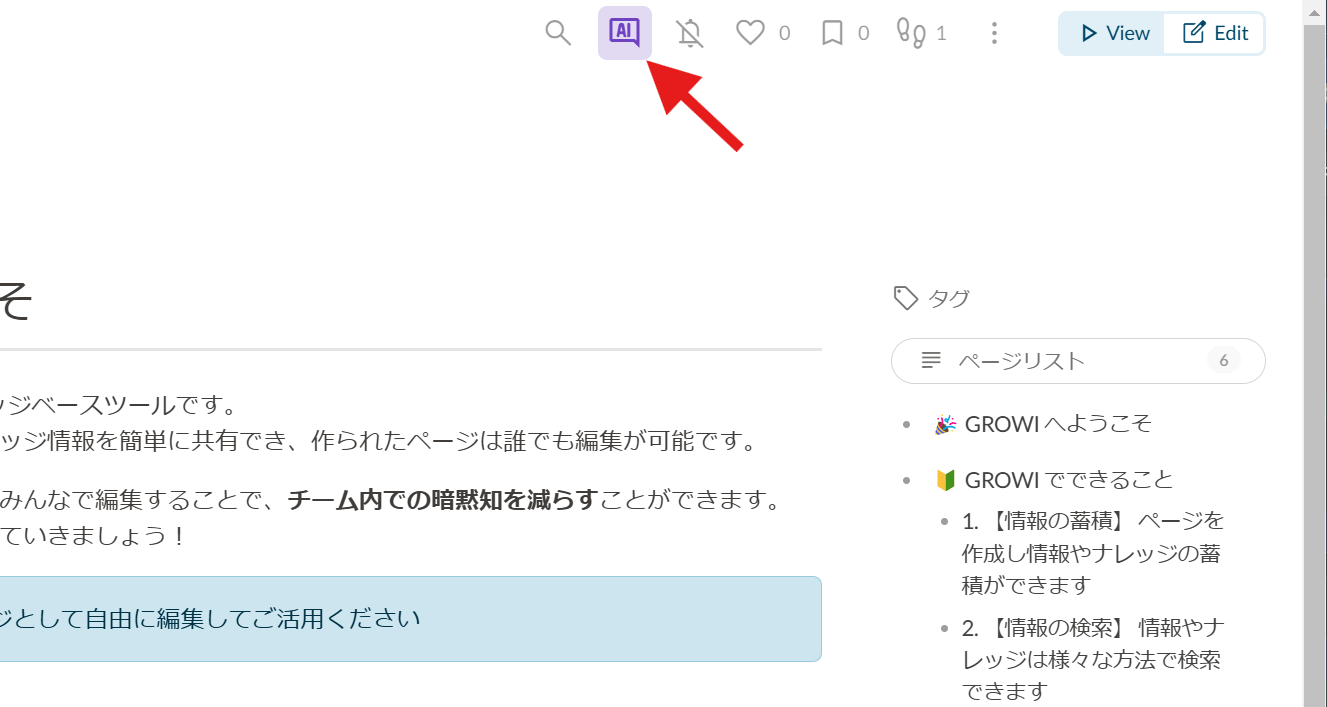 AI 0 0 1 View Edit
そ
ッジベースツールです。
ッジ情報を簡単に共有でき、作られたページは誰でも編集が可能です。
みんなで編集することで、チーム内での暗黙知を減らすことができます。
ていきましょう！
ジとして自由に編集してご活用ください
タグ
ページリスト 6
GROWI へようこそ
GROWI でできること
1. 【情報の蓄積】 ページを
作成し情報やナレッジの蓄
積ができます
2. 【情報の検索】 情報やナ
レッジは様々な方法で検索
できます